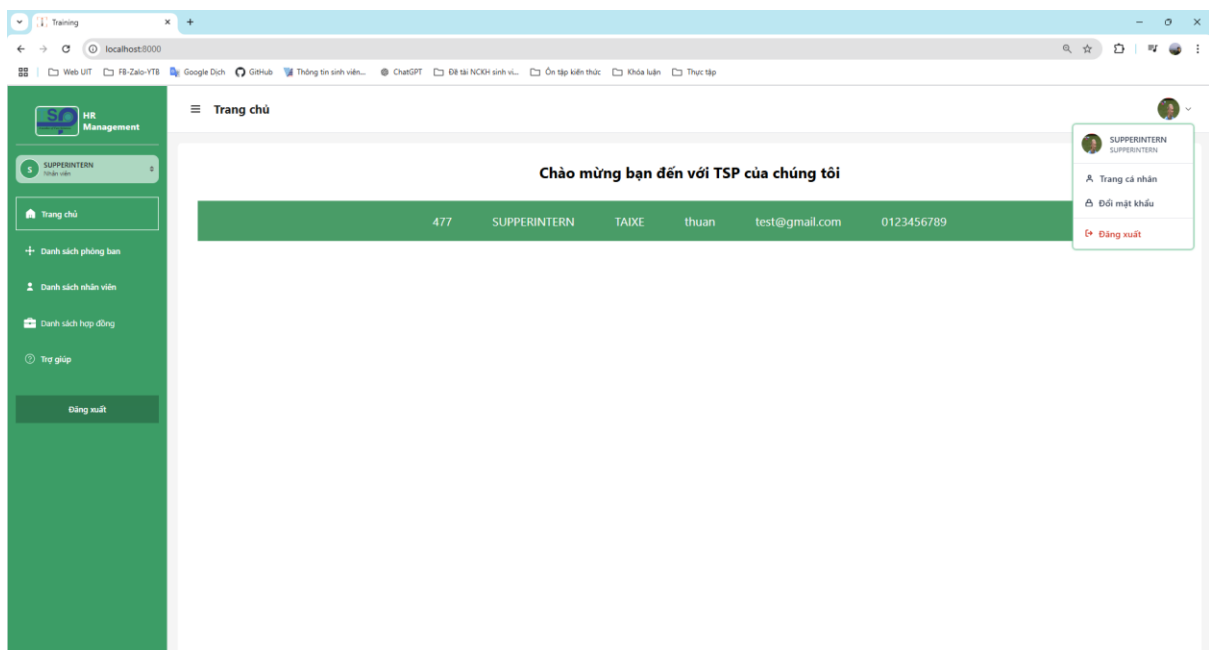 Training
localhost:8000
Web UIT FB-Zalo-YTB Google Dịch GitHub Thông tin sinh viên... ChatGPT Đề tài NCKH sinh vi... Ôn tập kiến thức Khóa luận Thực tập
SP HR
Management
S SUPPERINTERN
Nhân viên
Trang chủ
Danh sách phòng ban
Danh sách nhân viên
Danh sách hợp đồng
Trợ giúp
Đăng xuất
Trang chủ
Chào mừng bạn đến với TSP của chúng tôi
477 SUPPERINTERN TAIXE thuan test@gmail.com 0123456789
SUPPERINTERN
SUPPERINTERN
Trang cá nhân
Đổi mật khẩu
Đăng xuất